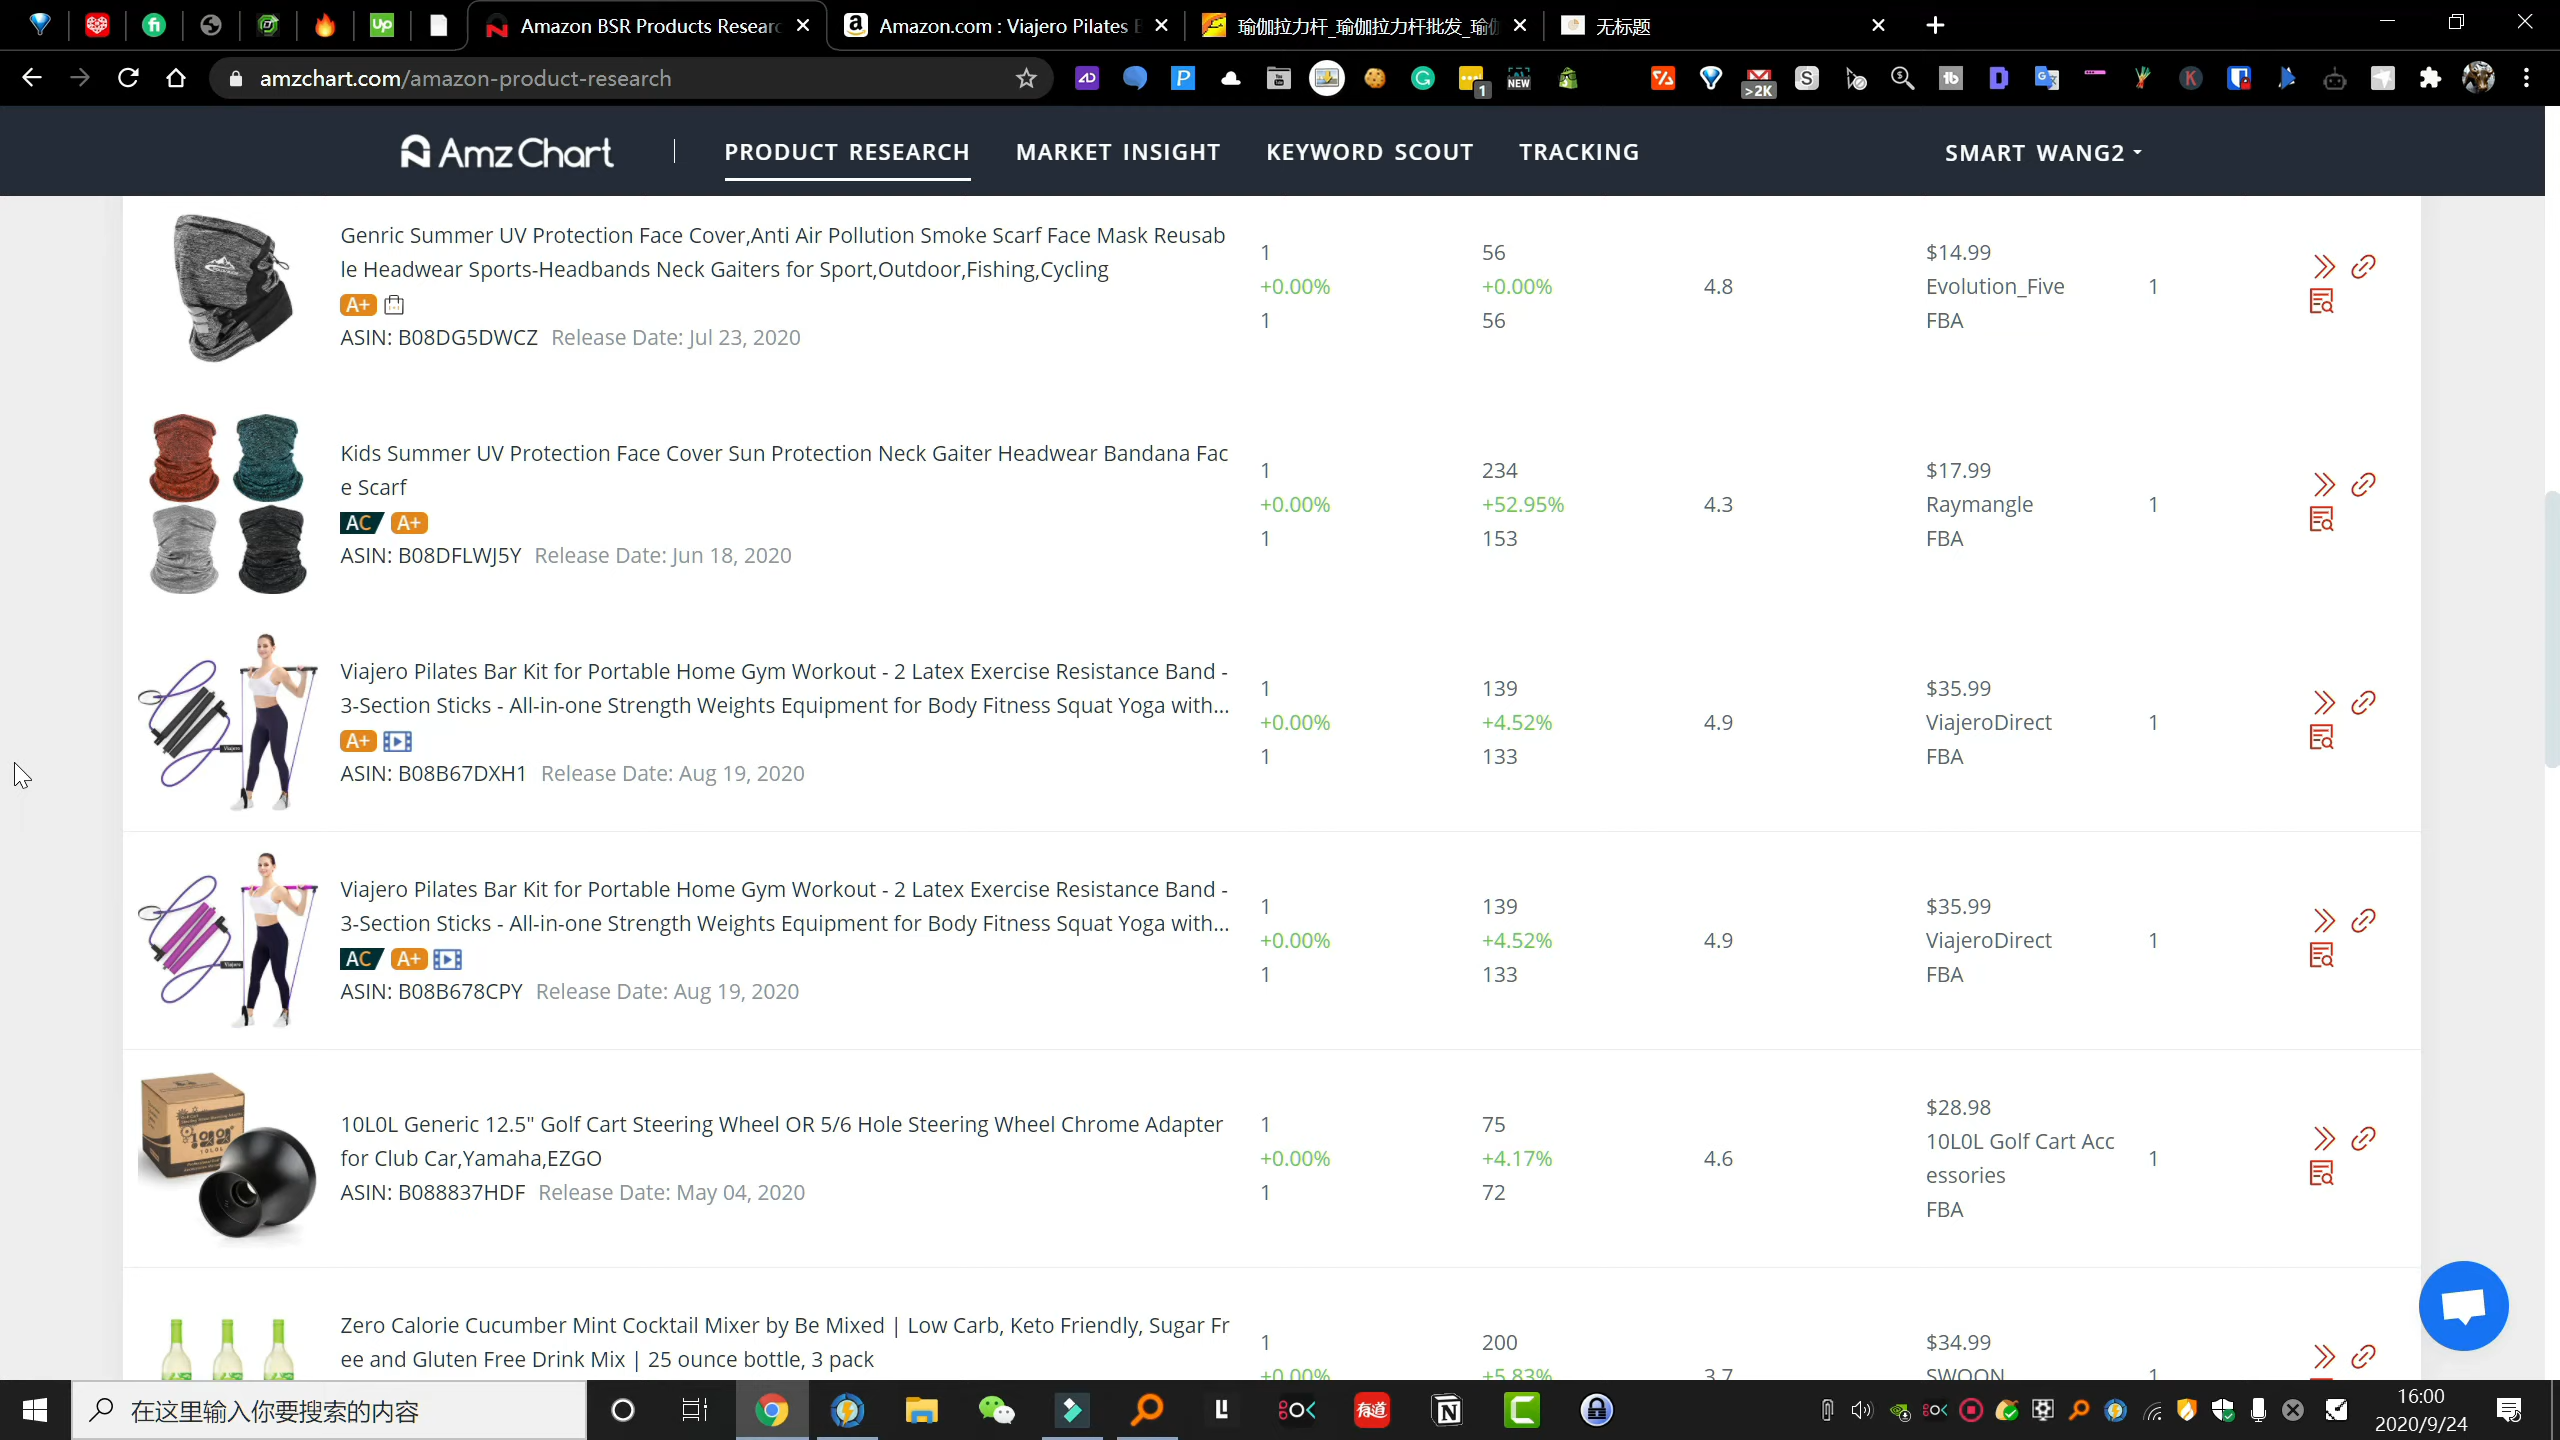 Amazon BSR Products Researc
Amazon.com : Viajero Pilates B
瑜伽拉力杆_瑜伽拉力杆批发_瑜伽
无标题
amzchart.com/amazon-product-research
Amz Chart
PRODUCT RESEARCH
MARKET INSIGHT
KEYWORD SCOUT
TRACKING
SMART WANG2
Genric Summer UV Protection Face Cover,Anti Air Pollution Smoke Scarf Face Mask Reusab
le Headwear Sports-Headbands Neck Gaiters for Sport,Outdoor,Fishing,Cycling
A+
ASIN: B08DG5DWCZ Release Date: Jul 23, 2020
1
+0.00%
1
56
+0.00%
56
4.8
$14.99
Evolution_Five
FBA
1
Kids Summer UV Protection Face Cover Sun Protection Neck Gaiter Headwear Bandana Fac
e Scarf
AC A+
ASIN: B08DFLWJ5Y Release Date: Jun 18, 2020
1
+0.00%
1
234
+52.95%
153
4.3
$17.99
Raymangle
FBA
1
Viajero Pilates Bar Kit for Portable Home Gym Workout - 2 Latex Exercise Resistance Band -
3-Section Sticks - All-in-one Strength Weights Equipment for Body Fitness Squat Yoga with...
A+
ASIN: B08B67DXH1 Release Date: Aug 19, 2020
1
+0.00%
1
139
+4.52%
133
4.9
$35.99
ViajeroDirect
FBA
1
Viajero Pilates Bar Kit for Portable Home Gym Workout - 2 Latex Exercise Resistance Band -
3-Section Sticks - All-in-one Strength Weights Equipment for Body Fitness Squat Yoga with...
AC A+
ASIN: B08B678CPY Release Date: Aug 19, 2020
1
+0.00%
1
139
+4.52%
133
4.9
$35.99
ViajeroDirect
FBA
1
10L0L Generic 12.5" Golf Cart Steering Wheel OR 5/6 Hole Steering Wheel Chrome Adapter
for Club Car,Yamaha,EZGO
ASIN: B088837HDF Release Date: May 04, 2020
1
+0.00%
1
75
+4.17%
72
4.6
$28.98
10L0L Golf Cart Acc
essories
FBA
1
Zero Calorie Cucumber Mint Cocktail Mixer by Be Mixed | Low Carb, Keto Friendly, Sugar Fr
ee and Gluten Free Drink Mix | 25 ounce bottle, 3 pack
1
+0.00%
200
+5.83%
3.7
$34.99
SWOON
1
在这里输入你要搜索的内容
有道
16:00
2020/9/24